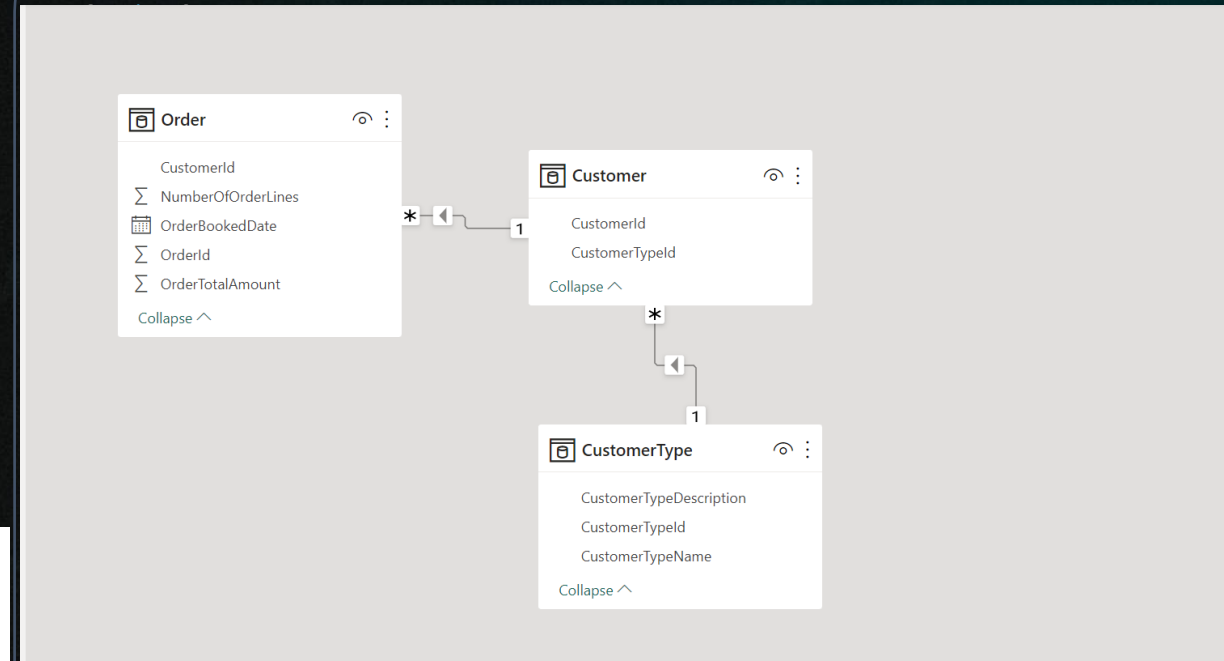 Order
CustomerId
NumberOfOrderLines
OrderBookedDate
OrderId
OrderTotalAmount
Collapse
* 1
Customer
CustomerId
CustomerTypeId
Collapse
*
1
CustomerType
CustomerTypeDescription
CustomerTypeId
CustomerTypeName
Collapse